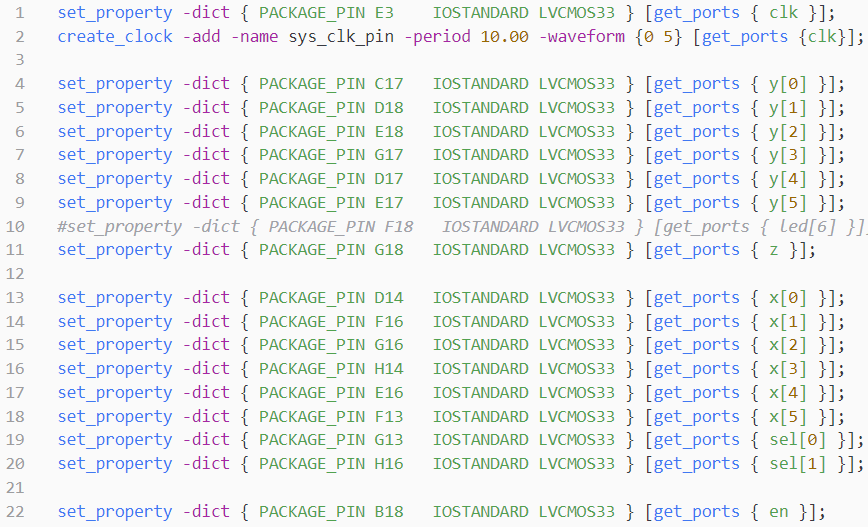 1 set_property -dict { PACKAGE_PIN E3    IOSTANDARD LVCMOS33 } [get_ports { clk }];
2 create_clock -add -name sys_clk_pin -period 10.00 -waveform {0 5} [get_ports {clk}];
3
4 set_property -dict { PACKAGE_PIN C17   IOSTANDARD LVCMOS33 } [get_ports { y[0] }];
5 set_property -dict { PACKAGE_PIN D18   IOSTANDARD LVCMOS33 } [get_ports { y[1] }];
6 set_property -dict { PACKAGE_PIN E18   IOSTANDARD LVCMOS33 } [get_ports { y[2] }];
7 set_property -dict { PACKAGE_PIN G17   IOSTANDARD LVCMOS33 } [get_ports { y[3] }];
8 set_property -dict { PACKAGE_PIN D17   IOSTANDARD LVCMOS33 } [get_ports { y[4] }];
9 set_property -dict { PACKAGE_PIN E17   IOSTANDARD LVCMOS33 } [get_ports { y[5] }];
10 #set_property -dict { PACKAGE_PIN F18   IOSTANDARD LVCMOS33 } [get_ports { led[6] }]
11 set_property -dict { PACKAGE_PIN G18   IOSTANDARD LVCMOS33 } [get_ports { z }];
12
13 set_property -dict { PACKAGE_PIN D14   IOSTANDARD LVCMOS33 } [get_ports { x[0] }];
14 set_property -dict { PACKAGE_PIN F16   IOSTANDARD LVCMOS33 } [get_ports { x[1] }];
15 set_property -dict { PACKAGE_PIN G16   IOSTANDARD LVCMOS33 } [get_ports { x[2] }];
16 set_property -dict { PACKAGE_PIN H14   IOSTANDARD LVCMOS33 } [get_ports { x[3] }];
17 set_property -dict { PACKAGE_PIN E16   IOSTANDARD LVCMOS33 } [get_ports { x[4] }];
18 set_property -dict { PACKAGE_PIN F13   IOSTANDARD LVCMOS33 } [get_ports { x[5] }];
19 set_property -dict { PACKAGE_PIN G13   IOSTANDARD LVCMOS33 } [get_ports { sel[0] }];
20 set_property -dict { PACKAGE_PIN H16   IOSTANDARD LVCMOS33 } [get_ports { sel[1] }];
21
22 set_property -dict { PACKAGE_PIN B18   IOSTANDARD LVCMOS33 } [get_ports { en }];